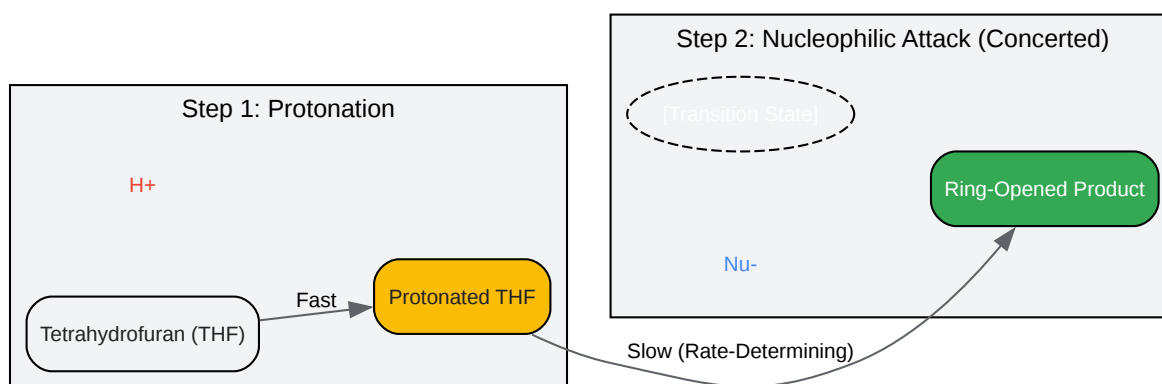 Step 1: Protonation
H+
Tetrahydrofuran (THF)
Fast
Protonated THF
Step 2: Nucleophilic Attack (Concerted)
[Transition State]
Ring-Opened Product
Nu-
Slow (Rate-Determining)